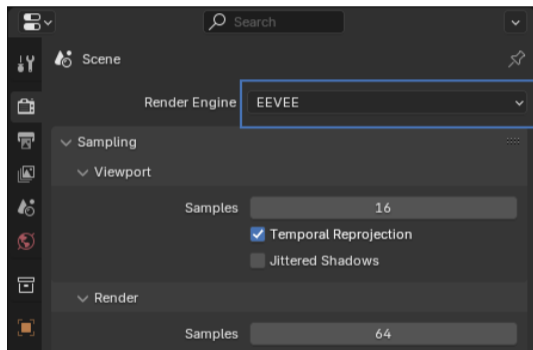 Search
Scene
Render Engine EEVEE
Sampling
Viewport
Samples 16
Temporal Reprojection
Jittered Shadows
Render
Samples 64